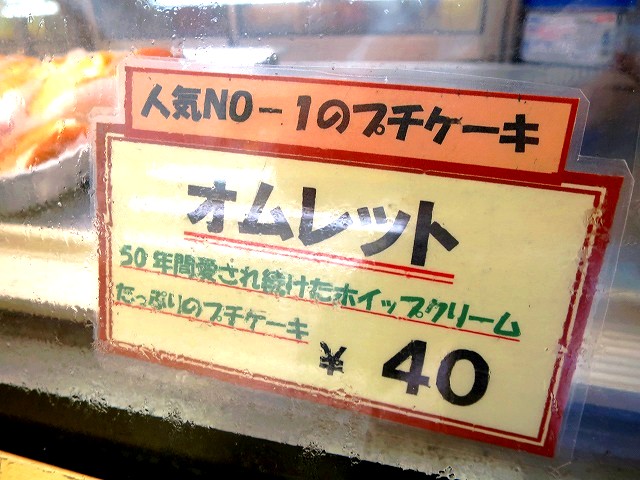 人気NO-1のプチケーキ
オムレット
50年間愛され続けたホイップクリーム
たっぷりのプチケーキ
¥40